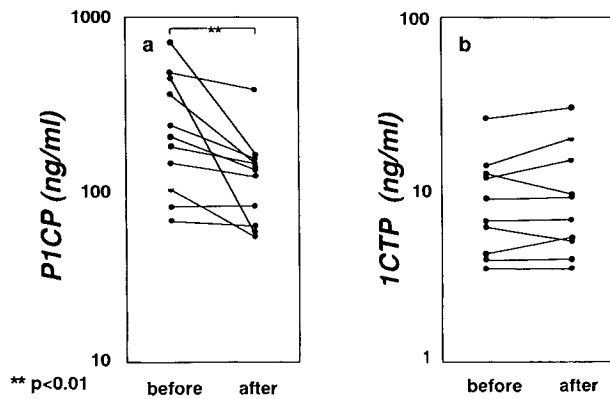 1000
a
**
100
10
P1CP (ng/ml)
before after
** p<0.01
100
b
10
1
1CTP (ng/ml)
before after